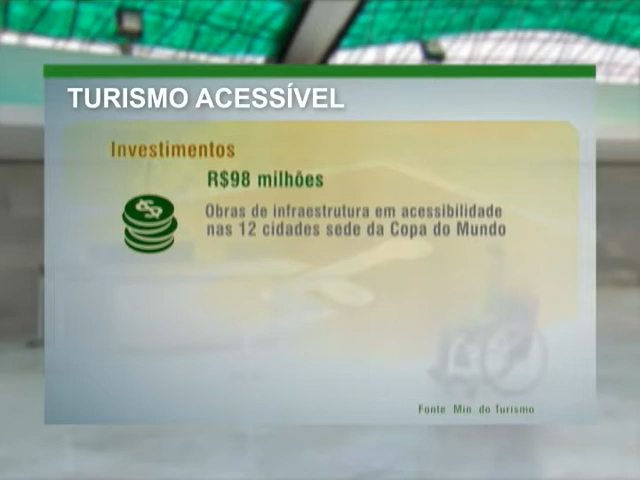 TURISMO ACESSÍVEL
Investimentos
R$98 milhões
Obras de infraestrutura em acessibilidade
nas 12 cidades sede da Copa do Mundo
Fonte Min. do Turismo